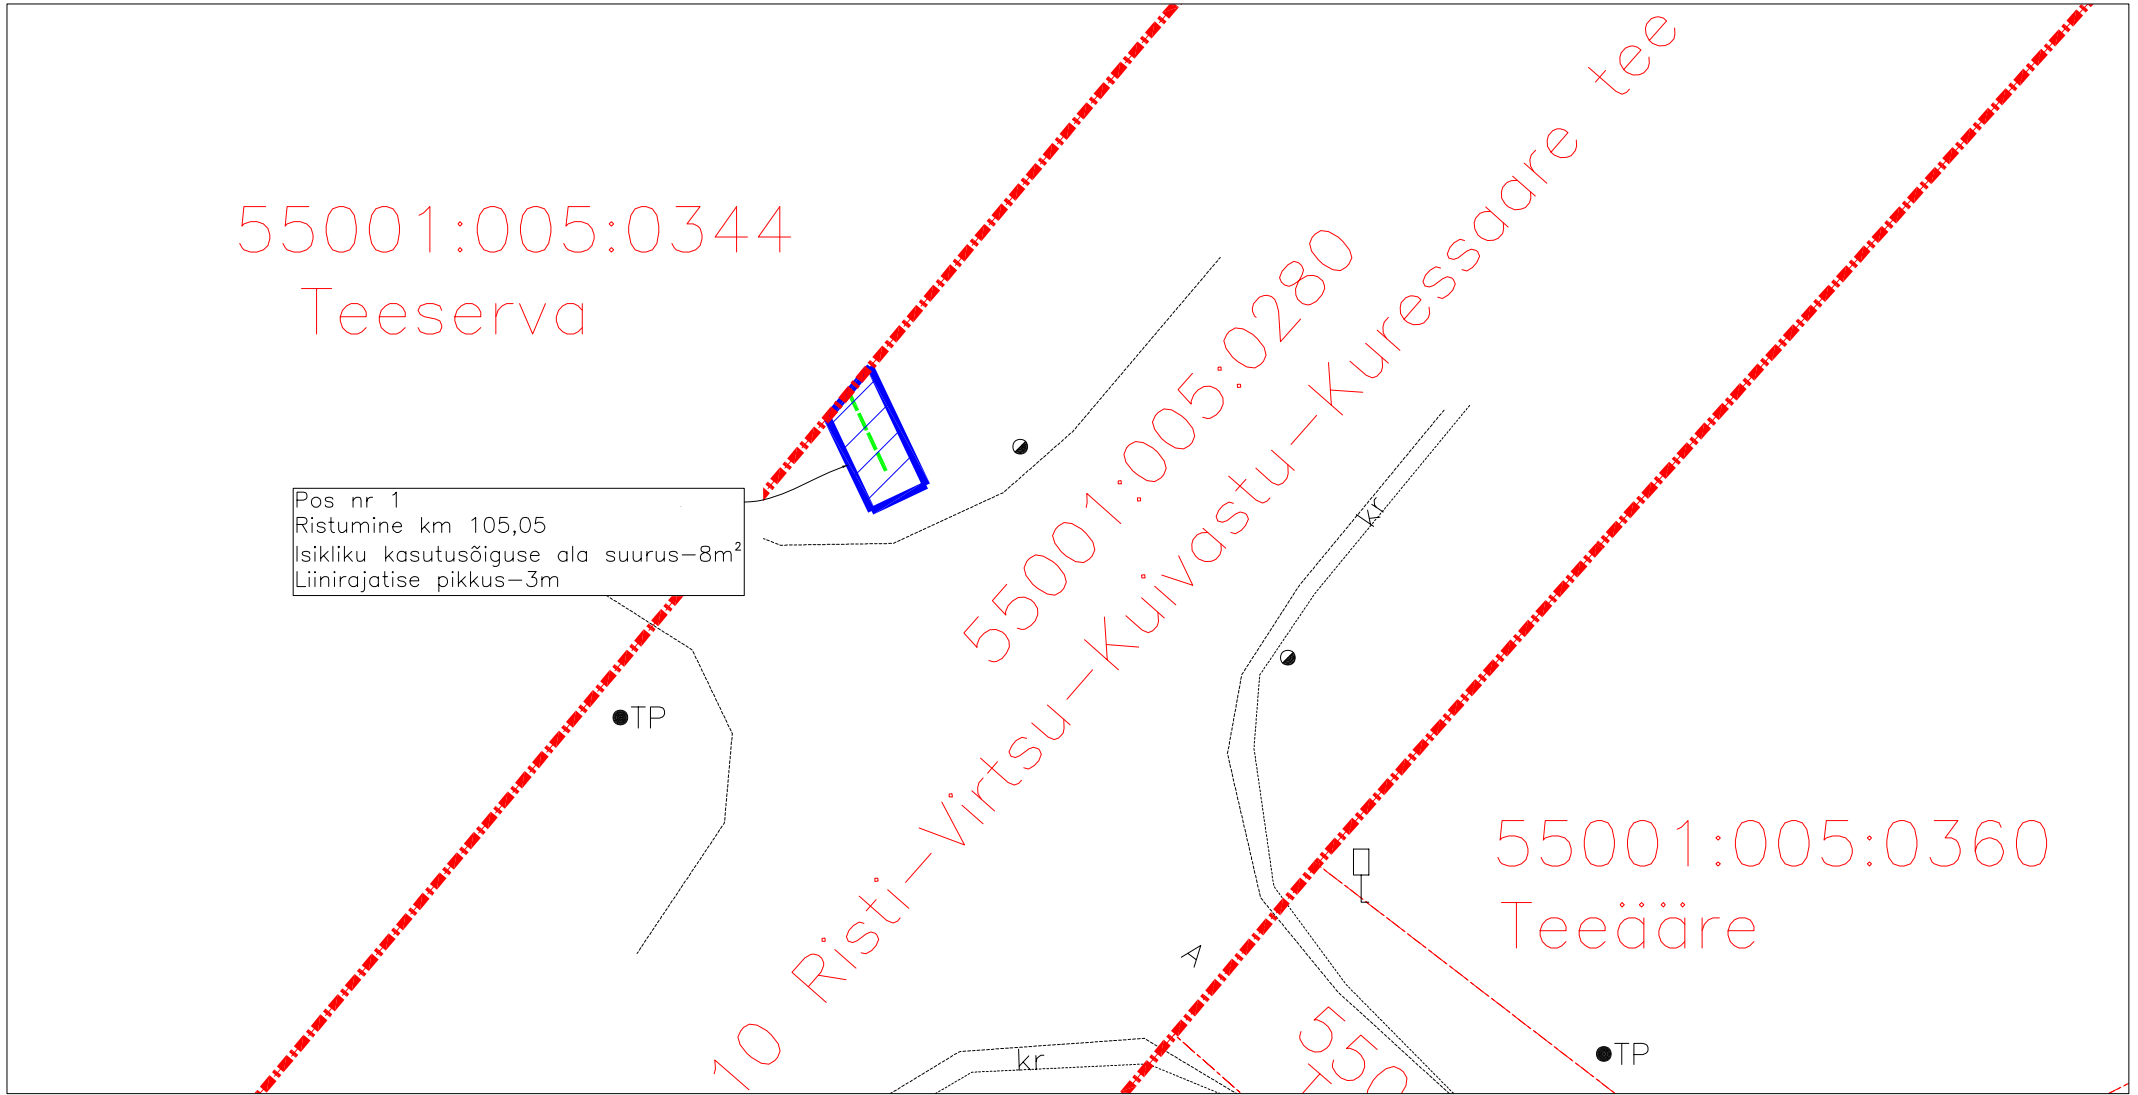 55001:005:0344
Teeserva
Pos nr 1
Ristumine km 105,05
Isikliku kasutusõiguse ala suurus-8m²
Liinirajatise pikkus-3m
55001:005:0280
10 Risti-Virtsu-Kuivastu-Kuressaare tee
kr
TP
55001:005:0360
Teeääre
A
kr
550
TP